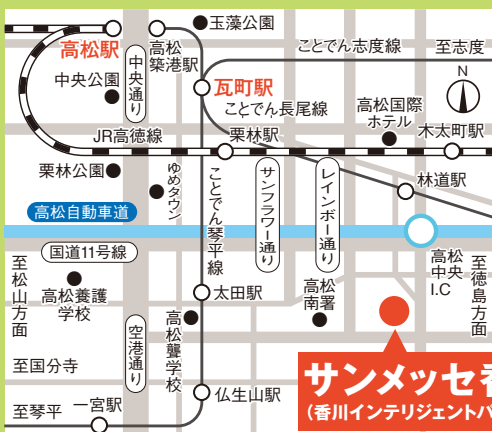 玉藻公園
高松駅
高松
築港駅
ことでん志度線
至志度
中央通り
中央公園
瓦町駅
N
ことでん長尾線
高松国際
ホテル
JR高徳線
栗林駅
木太町駅
栗林公園
ゆめタウン
ことでん琴平線
サンフラワー通り
レインボー通り
林道駅
高松自動車道
国道11号線
高松
中央
I.C
至徳島方面
至松山方面
高松養護
学校
太田駅
高松
南署
空港通り
高松聾学校
至国分寺
サンメッセ香
(香川インテリジェントパ
仏生山駅
至琴平
一宮駅